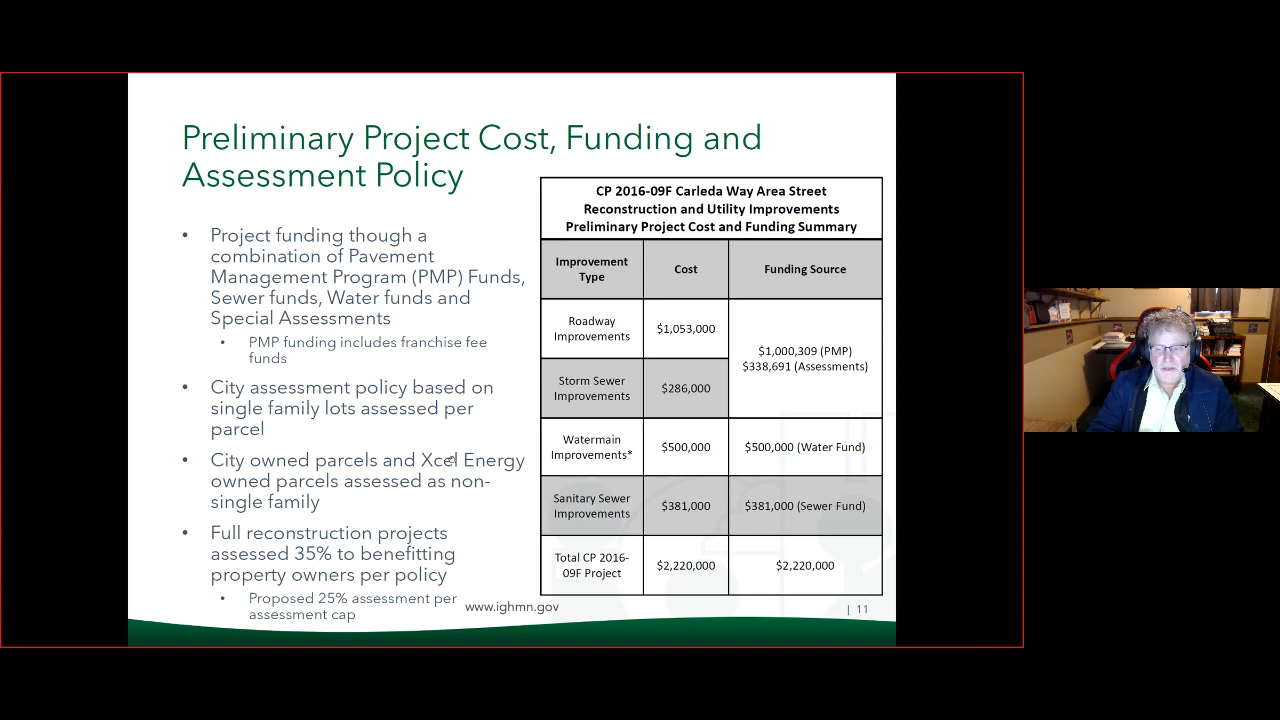 Preliminary Project Cost, Funding and
Assessment Policy
• Project funding though a
combination of Pavement
Management Program (PMP) Funds,
Sewer funds, Water funds and
Special Assessments
• PMP funding includes franchise fee
funds
• City assessment policy based on
single family lots assessed per
parcel
• City owned parcels and Xcel Energy
owned parcels assessed as non-
single family
• Full reconstruction projects
assessed 35% to benefitting
property owners per policy
• Proposed 25% assessment per
assessment cap
CP 2016-09F Carleda Way Area Street
Reconstruction and Utility Improvements
Preliminary Project Cost and Funding Summary
Improvement
Type
Cost
Funding Source
Roadway
Improvements
$1,053,000
$1,000,309 (PMP)
$338,691 (Assessments)
Storm Sewer
Improvements
$286,000
Watermain
Improvements*
$500,000
$500,000 (Water Fund)
Sanitary Sewer
Improvements
$381,000
$381,000 (Sewer Fund)
Total CP 2016-
09F Project
$2,220,000
$2,220,000
www.ighmn.gov
| 11